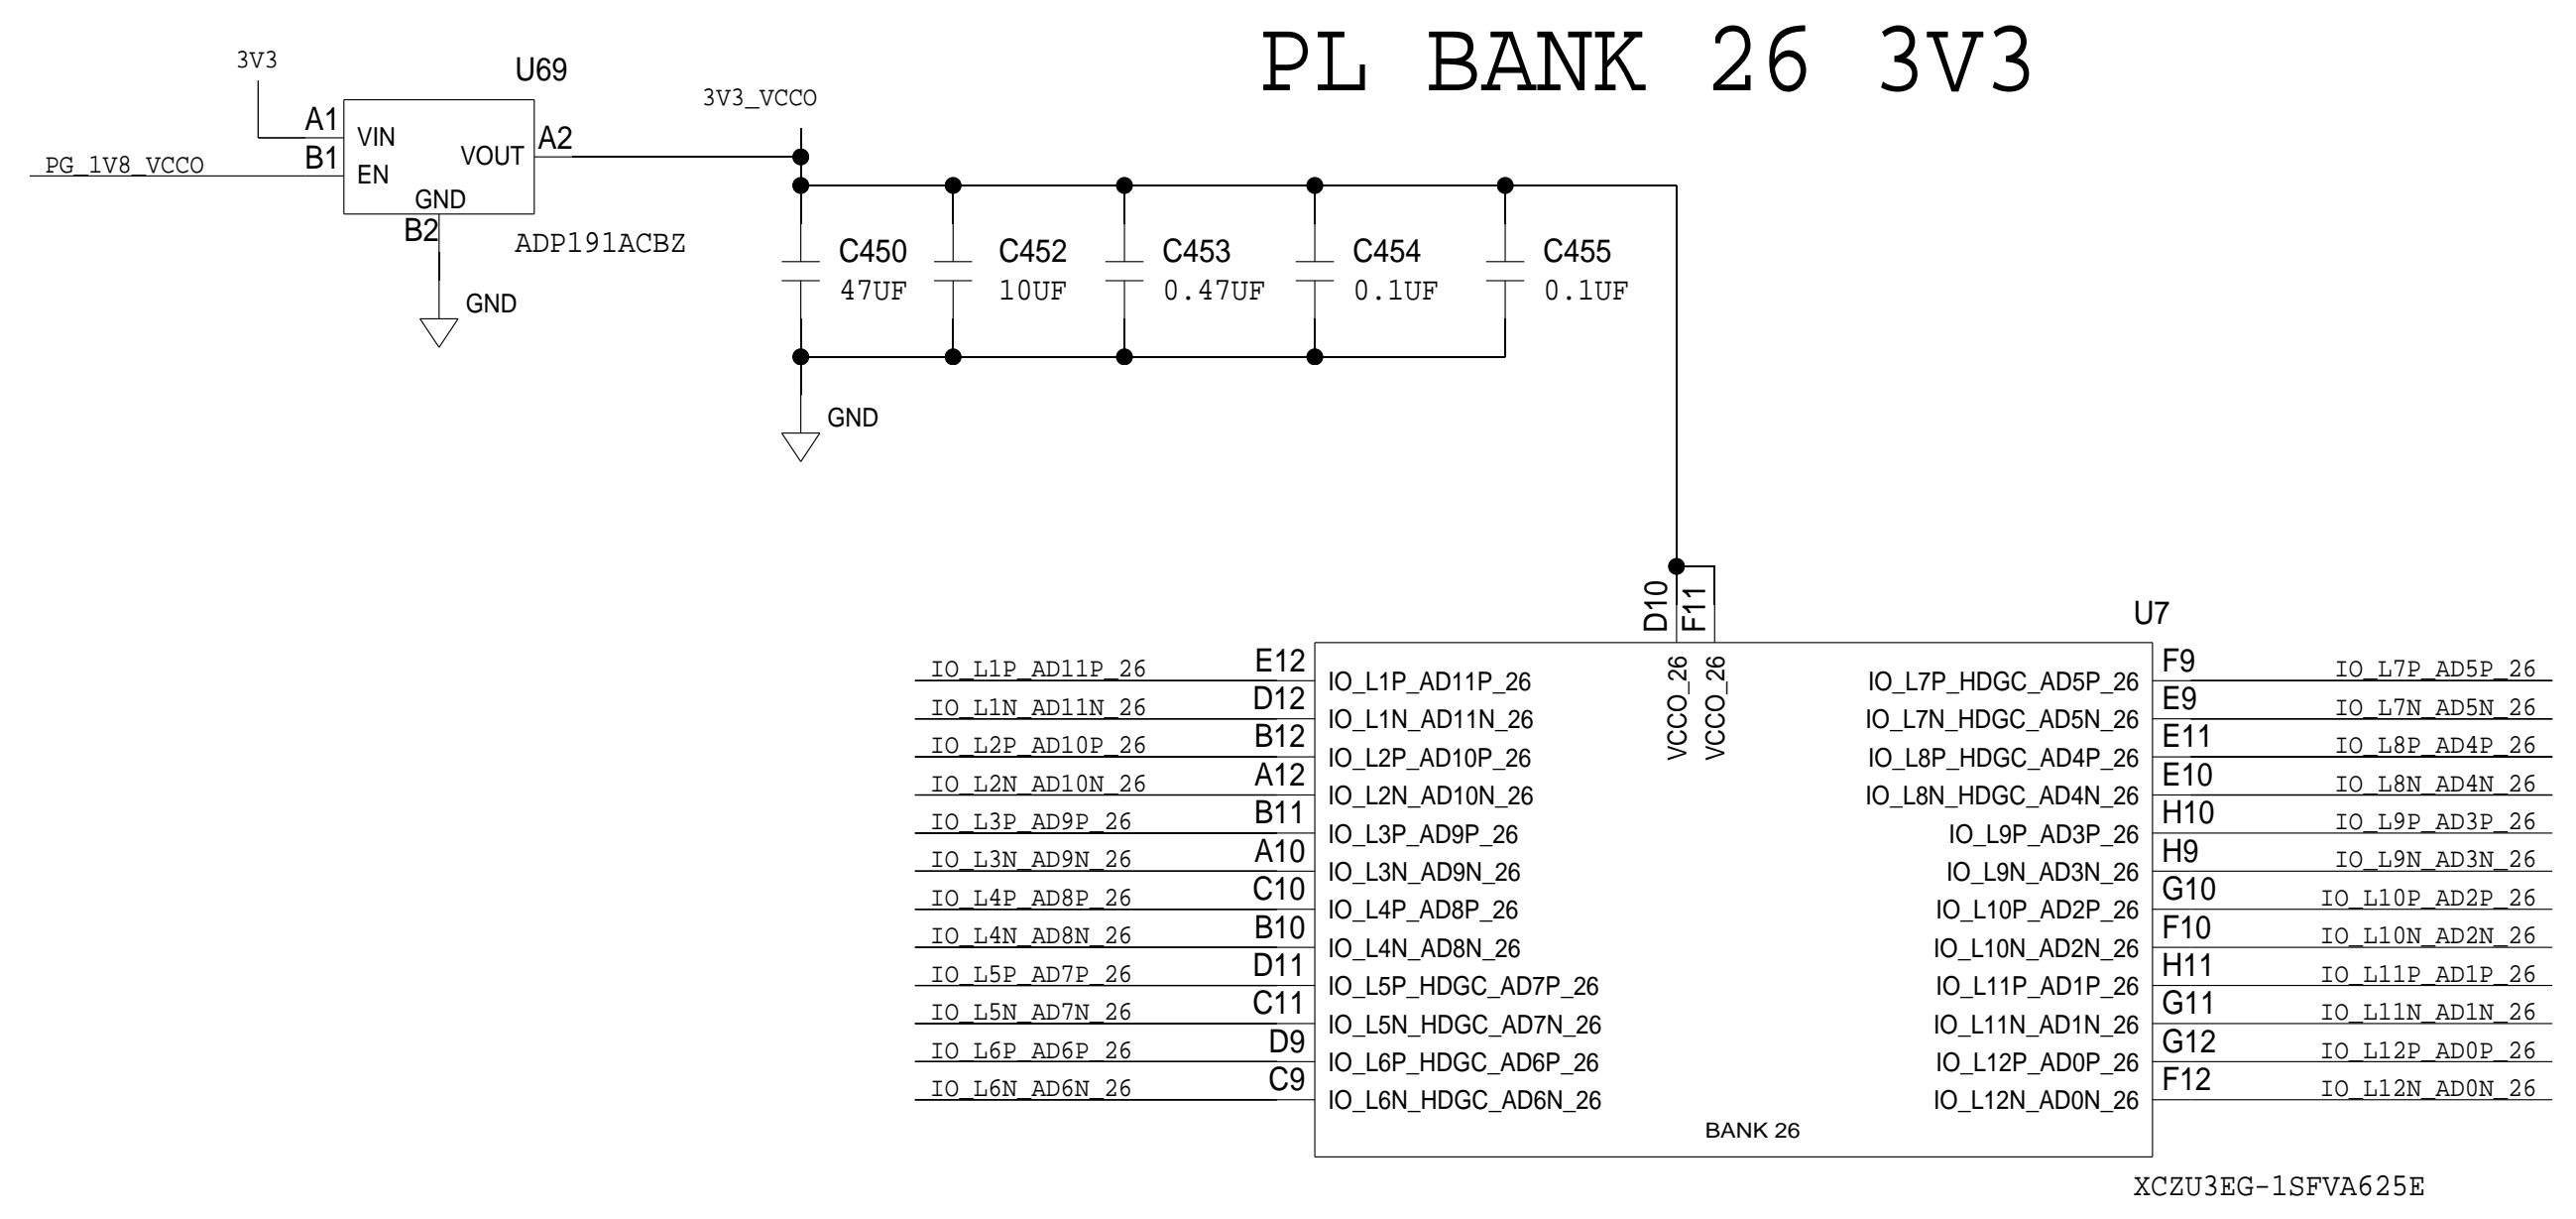 PL BANK 26 3V3
3V3
U69
A1
VIN
B1
EN
PG_1V8_VCCO
VOUT
A2
GND
B2
ADP191ACBZ
GND
3V3_VCCO
C450
47UF
C452
10UF
C453
0.47UF
C454
0.1UF
C455
0.1UF
GND
D10
F11
U7
VCCO_26
VCCO_26
IO_L1P_AD11P_26 E12 IO_L1P_AD11P_26
IO_L1N_AD11N_26 D12 IO_L1N_AD11N_26
IO_L2P_AD10P_26 B12 IO_L2P_AD10P_26
IO_L2N_AD10N_26 A12 IO_L2N_AD10N_26
IO_L3P_AD9P_26 B11 IO_L3P_AD9P_26
IO_L3N_AD9N_26 A10 IO_L3N_AD9N_26
IO_L4P_AD8P_26 C10 IO_L4P_AD8P_26
IO_L4N_AD8N_26 B10 IO_L4N_AD8N_26
IO_L5P_AD7P_26 D11 IO_L5P_HDGC_AD7P_26
IO_L5N_AD7N_26 C11 IO_L5N_HDGC_AD7N_26
IO_L6P_AD6P_26 D9 IO_L6P_HDGC_AD6P_26
IO_L6N_AD6N_26 C9 IO_L6N_HDGC_AD6N_26
IO_L7P_HDGC_AD5P_26 F9 IO_L7P_AD5P_26
IO_L7N_HDGC_AD5N_26 E9 IO_L7N_AD5N_26
IO_L8P_HDGC_AD4P_26 E11 IO_L8P_AD4P_26
IO_L8N_HDGC_AD4N_26 E10 IO_L8N_AD4N_26
IO_L9P_AD3P_26 H10 IO_L9P_AD3P_26
IO_L9N_AD3N_26 H9 IO_L9N_AD3N_26
IO_L10P_AD2P_26 G10 IO_L10P_AD2P_26
IO_L10N_AD2N_26 F10 IO_L10N_AD2N_26
IO_L11P_AD1P_26 H11 IO_L11P_AD1P_26
IO_L11N_AD1N_26 G11 IO_L11N_AD1N_26
IO_L12P_AD0P_26 G12 IO_L12P_AD0P_26
IO_L12N_AD0N_26 F12 IO_L12N_AD0N_26
BANK 26
XCZU3EG-1SFVA625E